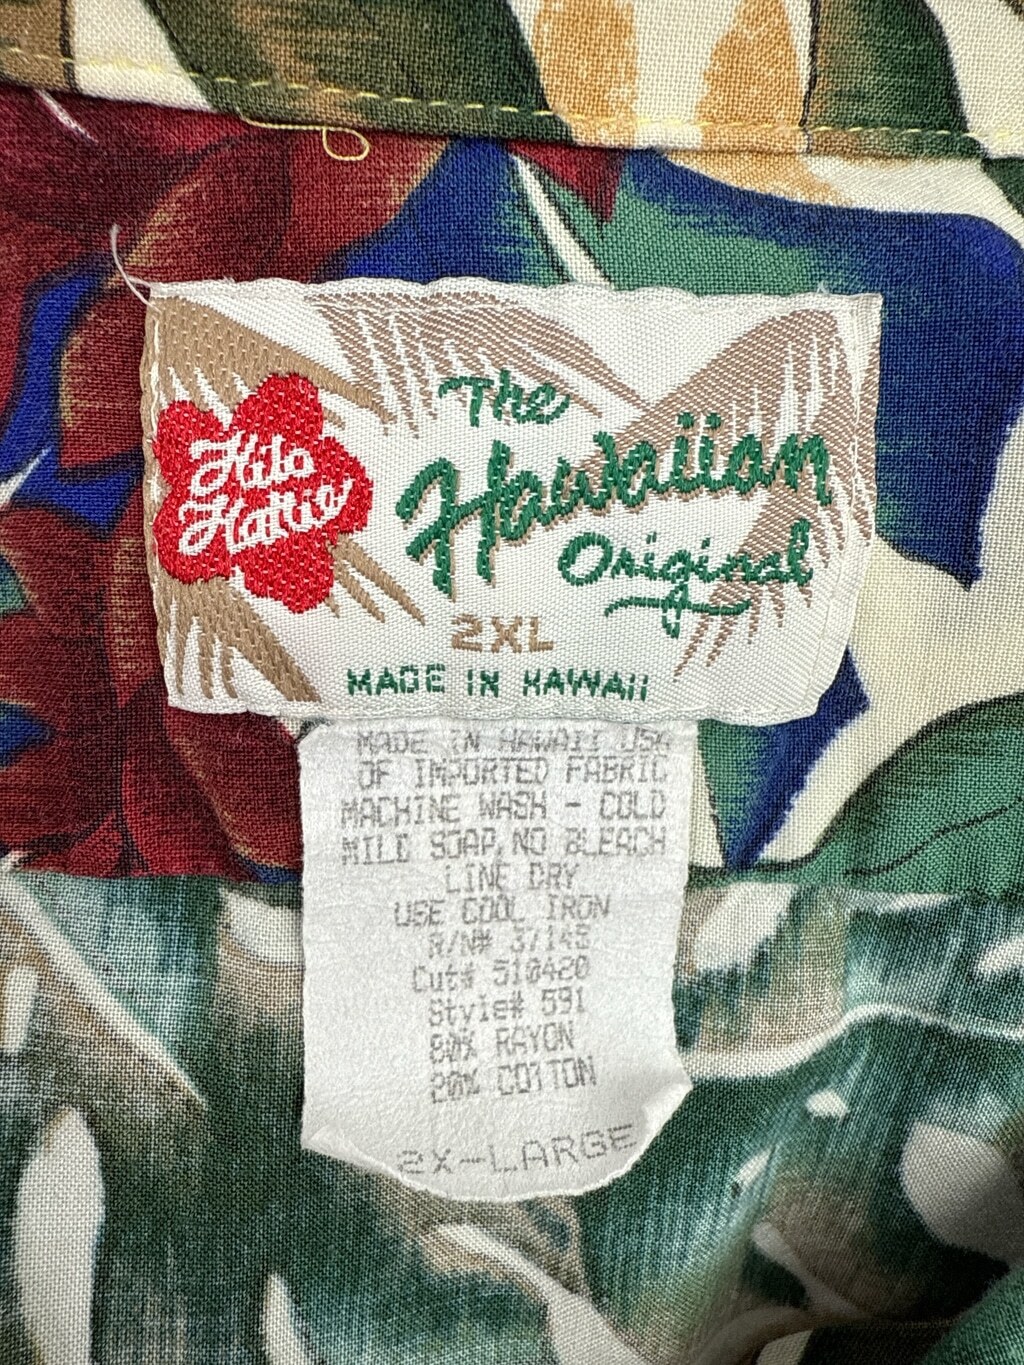 Hilo
Hattie
The
Hawaiian
Original
2XL
MADE IN HAWAII
MADE IN HAWAII USA
OF IMPORTED FABRIC
MACHINE WASH - COLD
MILD SOAP, NO BLEACH
LINE DRY
USE COOL IRON
R/N# 37145
Cut# 510420
Style# 591
80% RAYON
20% COTTON
2X-LARGE